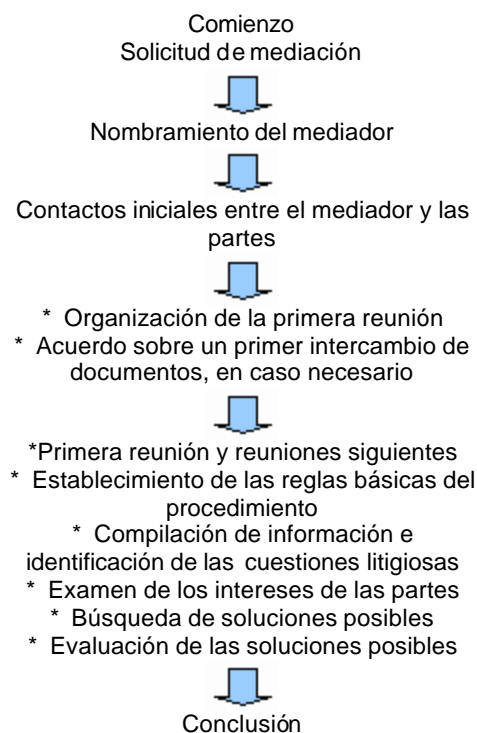 Comienzo
Solicitud de mediación
Nombramiento del mediador
Contactos iniciales entre el mediador y las
partes
* Organización de la primera reunión
* Acuerdo sobre un primer intercambio de
documentos, en caso necesario
*Primera reunión y reuniones siguientes
* Establecimiento de las reglas básicas del
procedimiento
* Compilación de información e
identificación de las cuestiones litigiosas
* Examen de los intereses de las partes
* Búsqueda de soluciones posibles
* Evaluación de las soluciones posibles
Conclusión